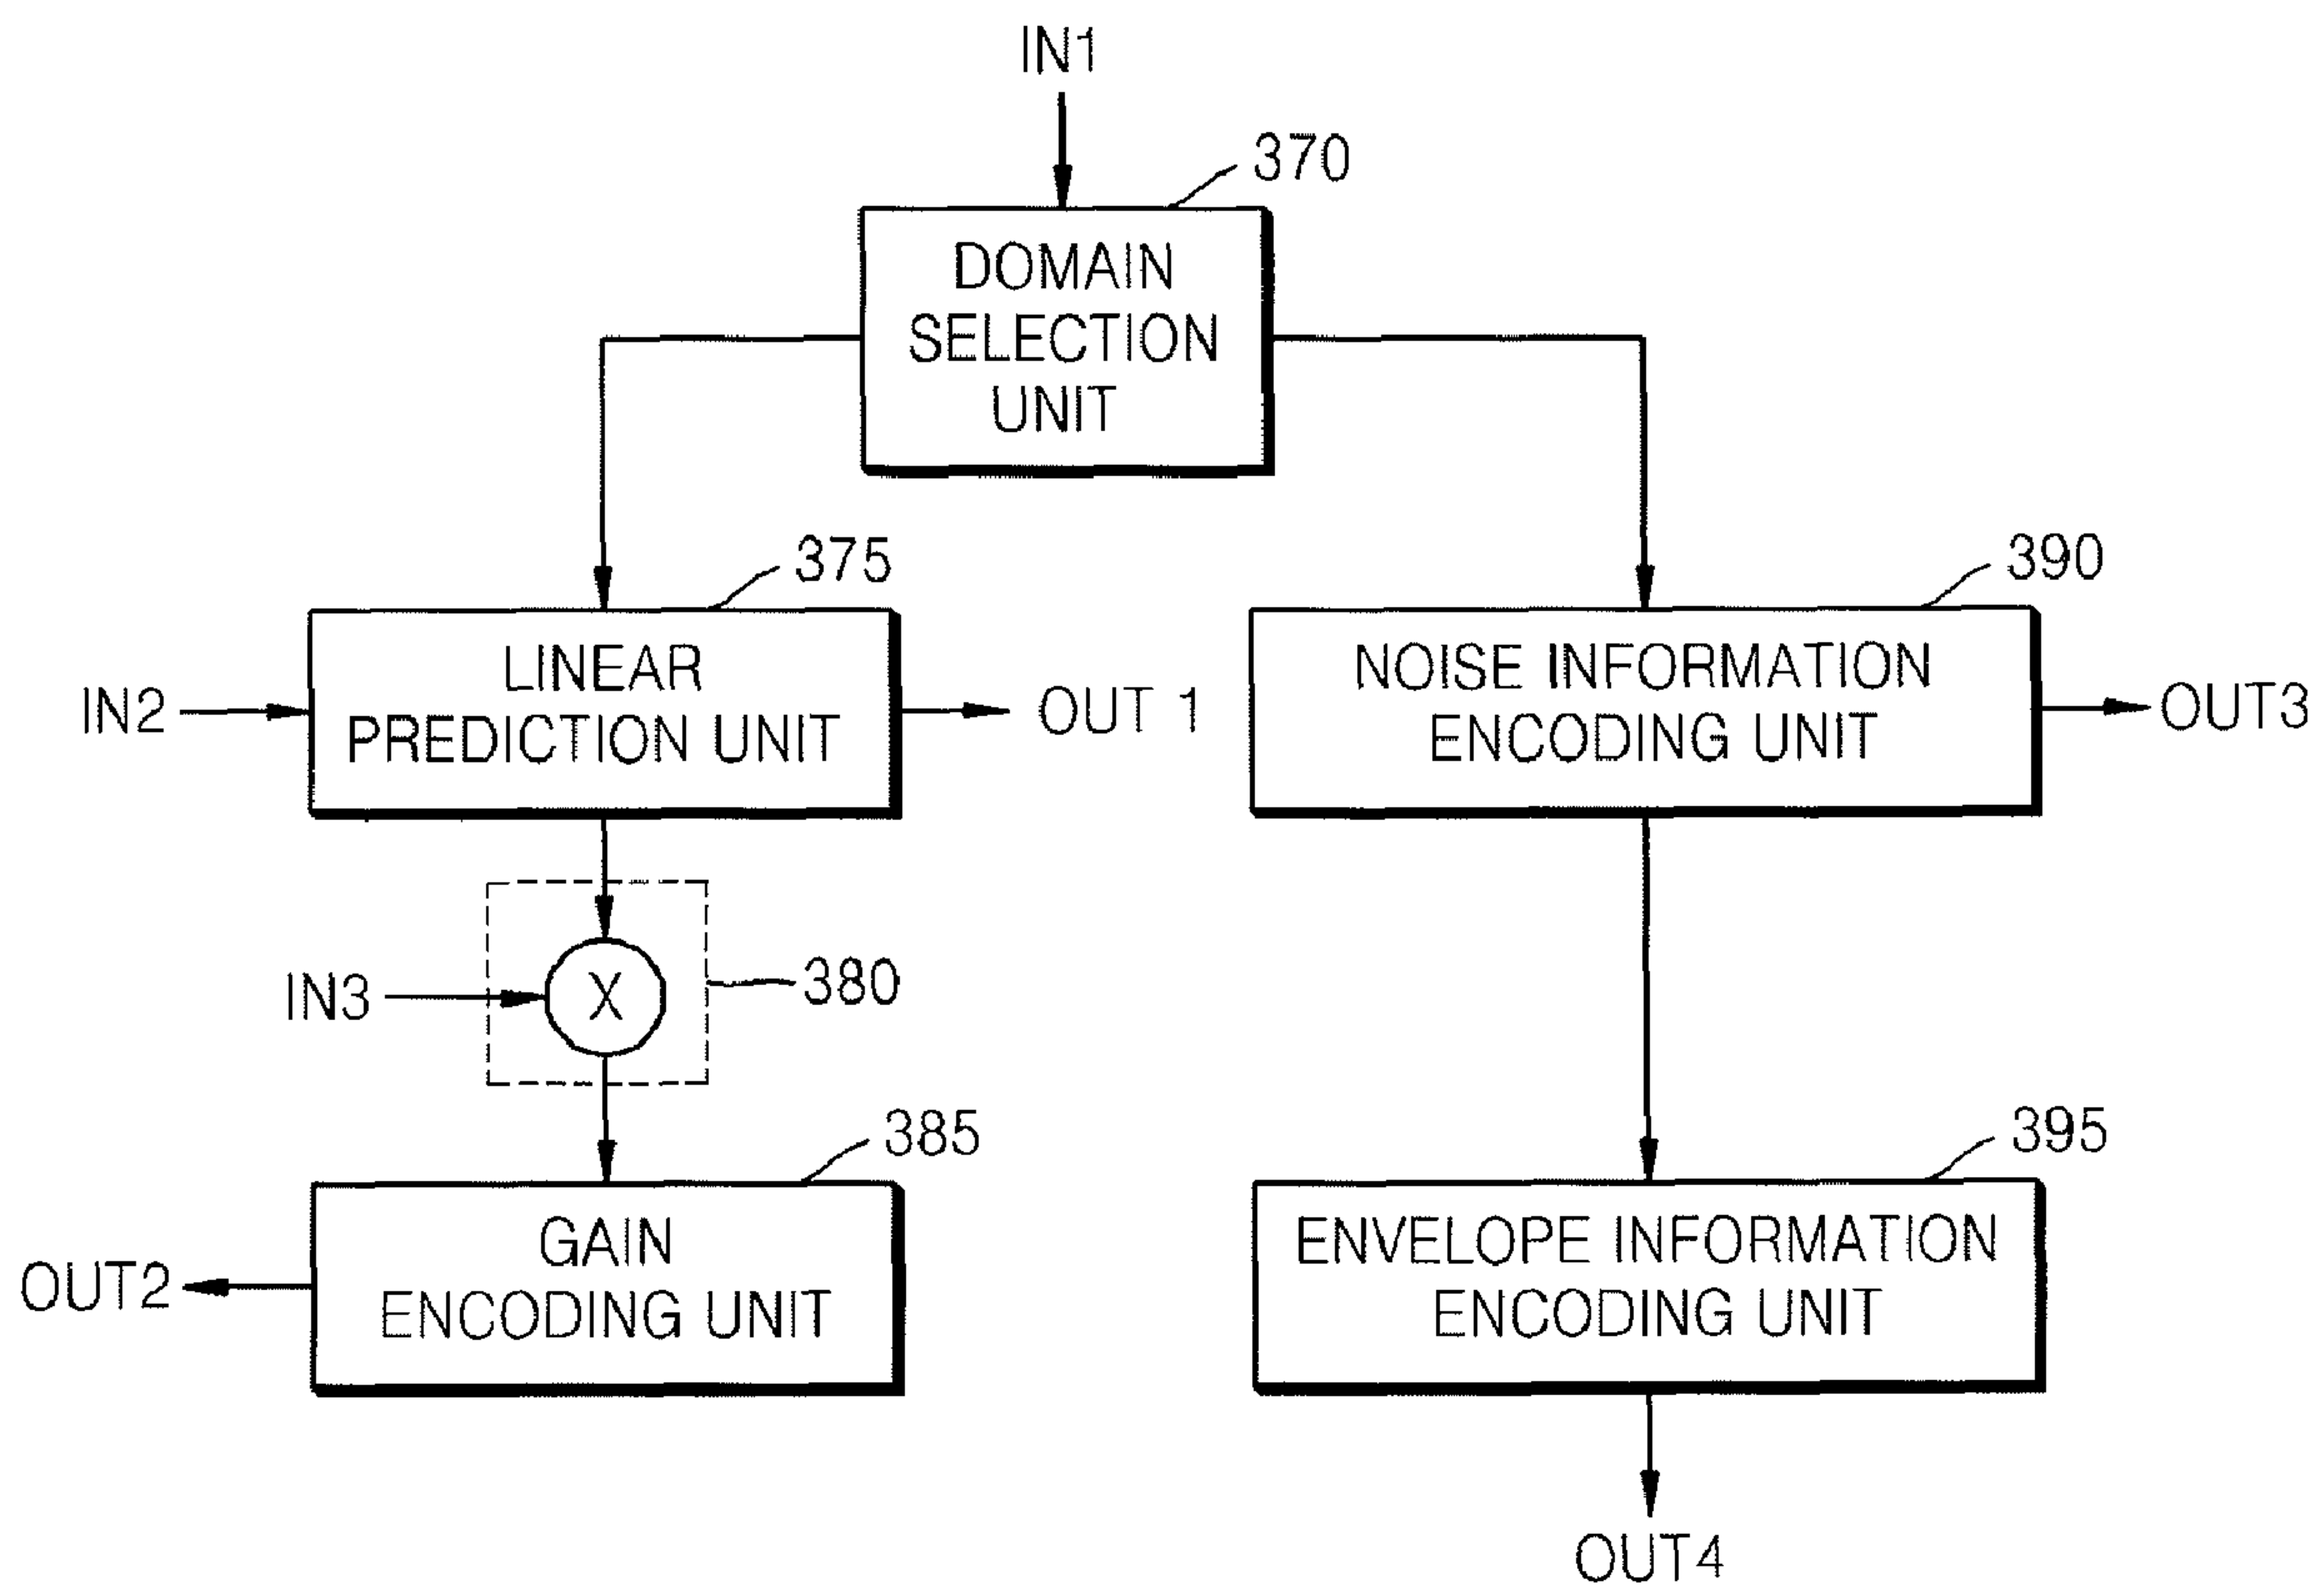 IN1
370
DOMAIN
SELECTION
UNIT
375
390
LINEAR
PREDICTION UNIT
IN2
OUT 1
NOISE INFORMATION
ENCODING UNIT
OUT3
IN3
X
380
385
395
GAIN
ENCODING UNIT
OUT2
ENVELOPE INFORMATION
ENCODING UNIT
OUT4